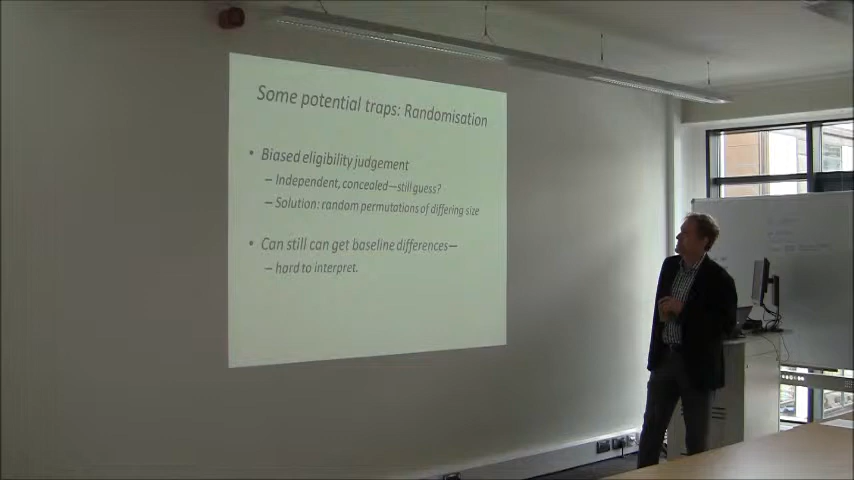 Some potential traps: Randomisation
• Biased eligibility judgement
– Independent, concealed—still guess?
– Solution: random permutations of differing size
• Can still can get baseline differences—
– hard to interpret.